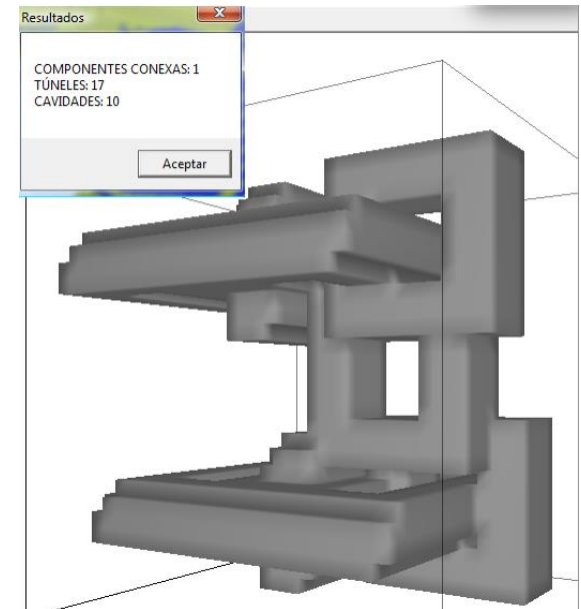 Resultados
COMPONENTES CONEXAS: 1
TÚNELES: 17
CAVIDADES: 10
Aceptar